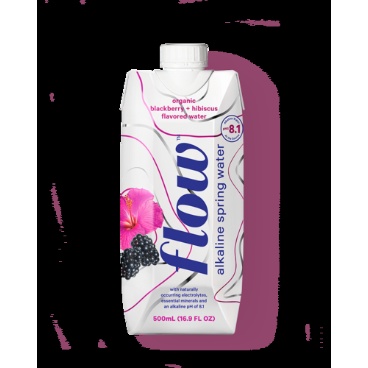 organic
blackberry + hibiscus
flavored water
8.1
flow™
alkaline spring water
with naturally
occurring electrolytes,
essential minerals and
an alkaline pH of 8.1
500mL (16.9 FL OZ)